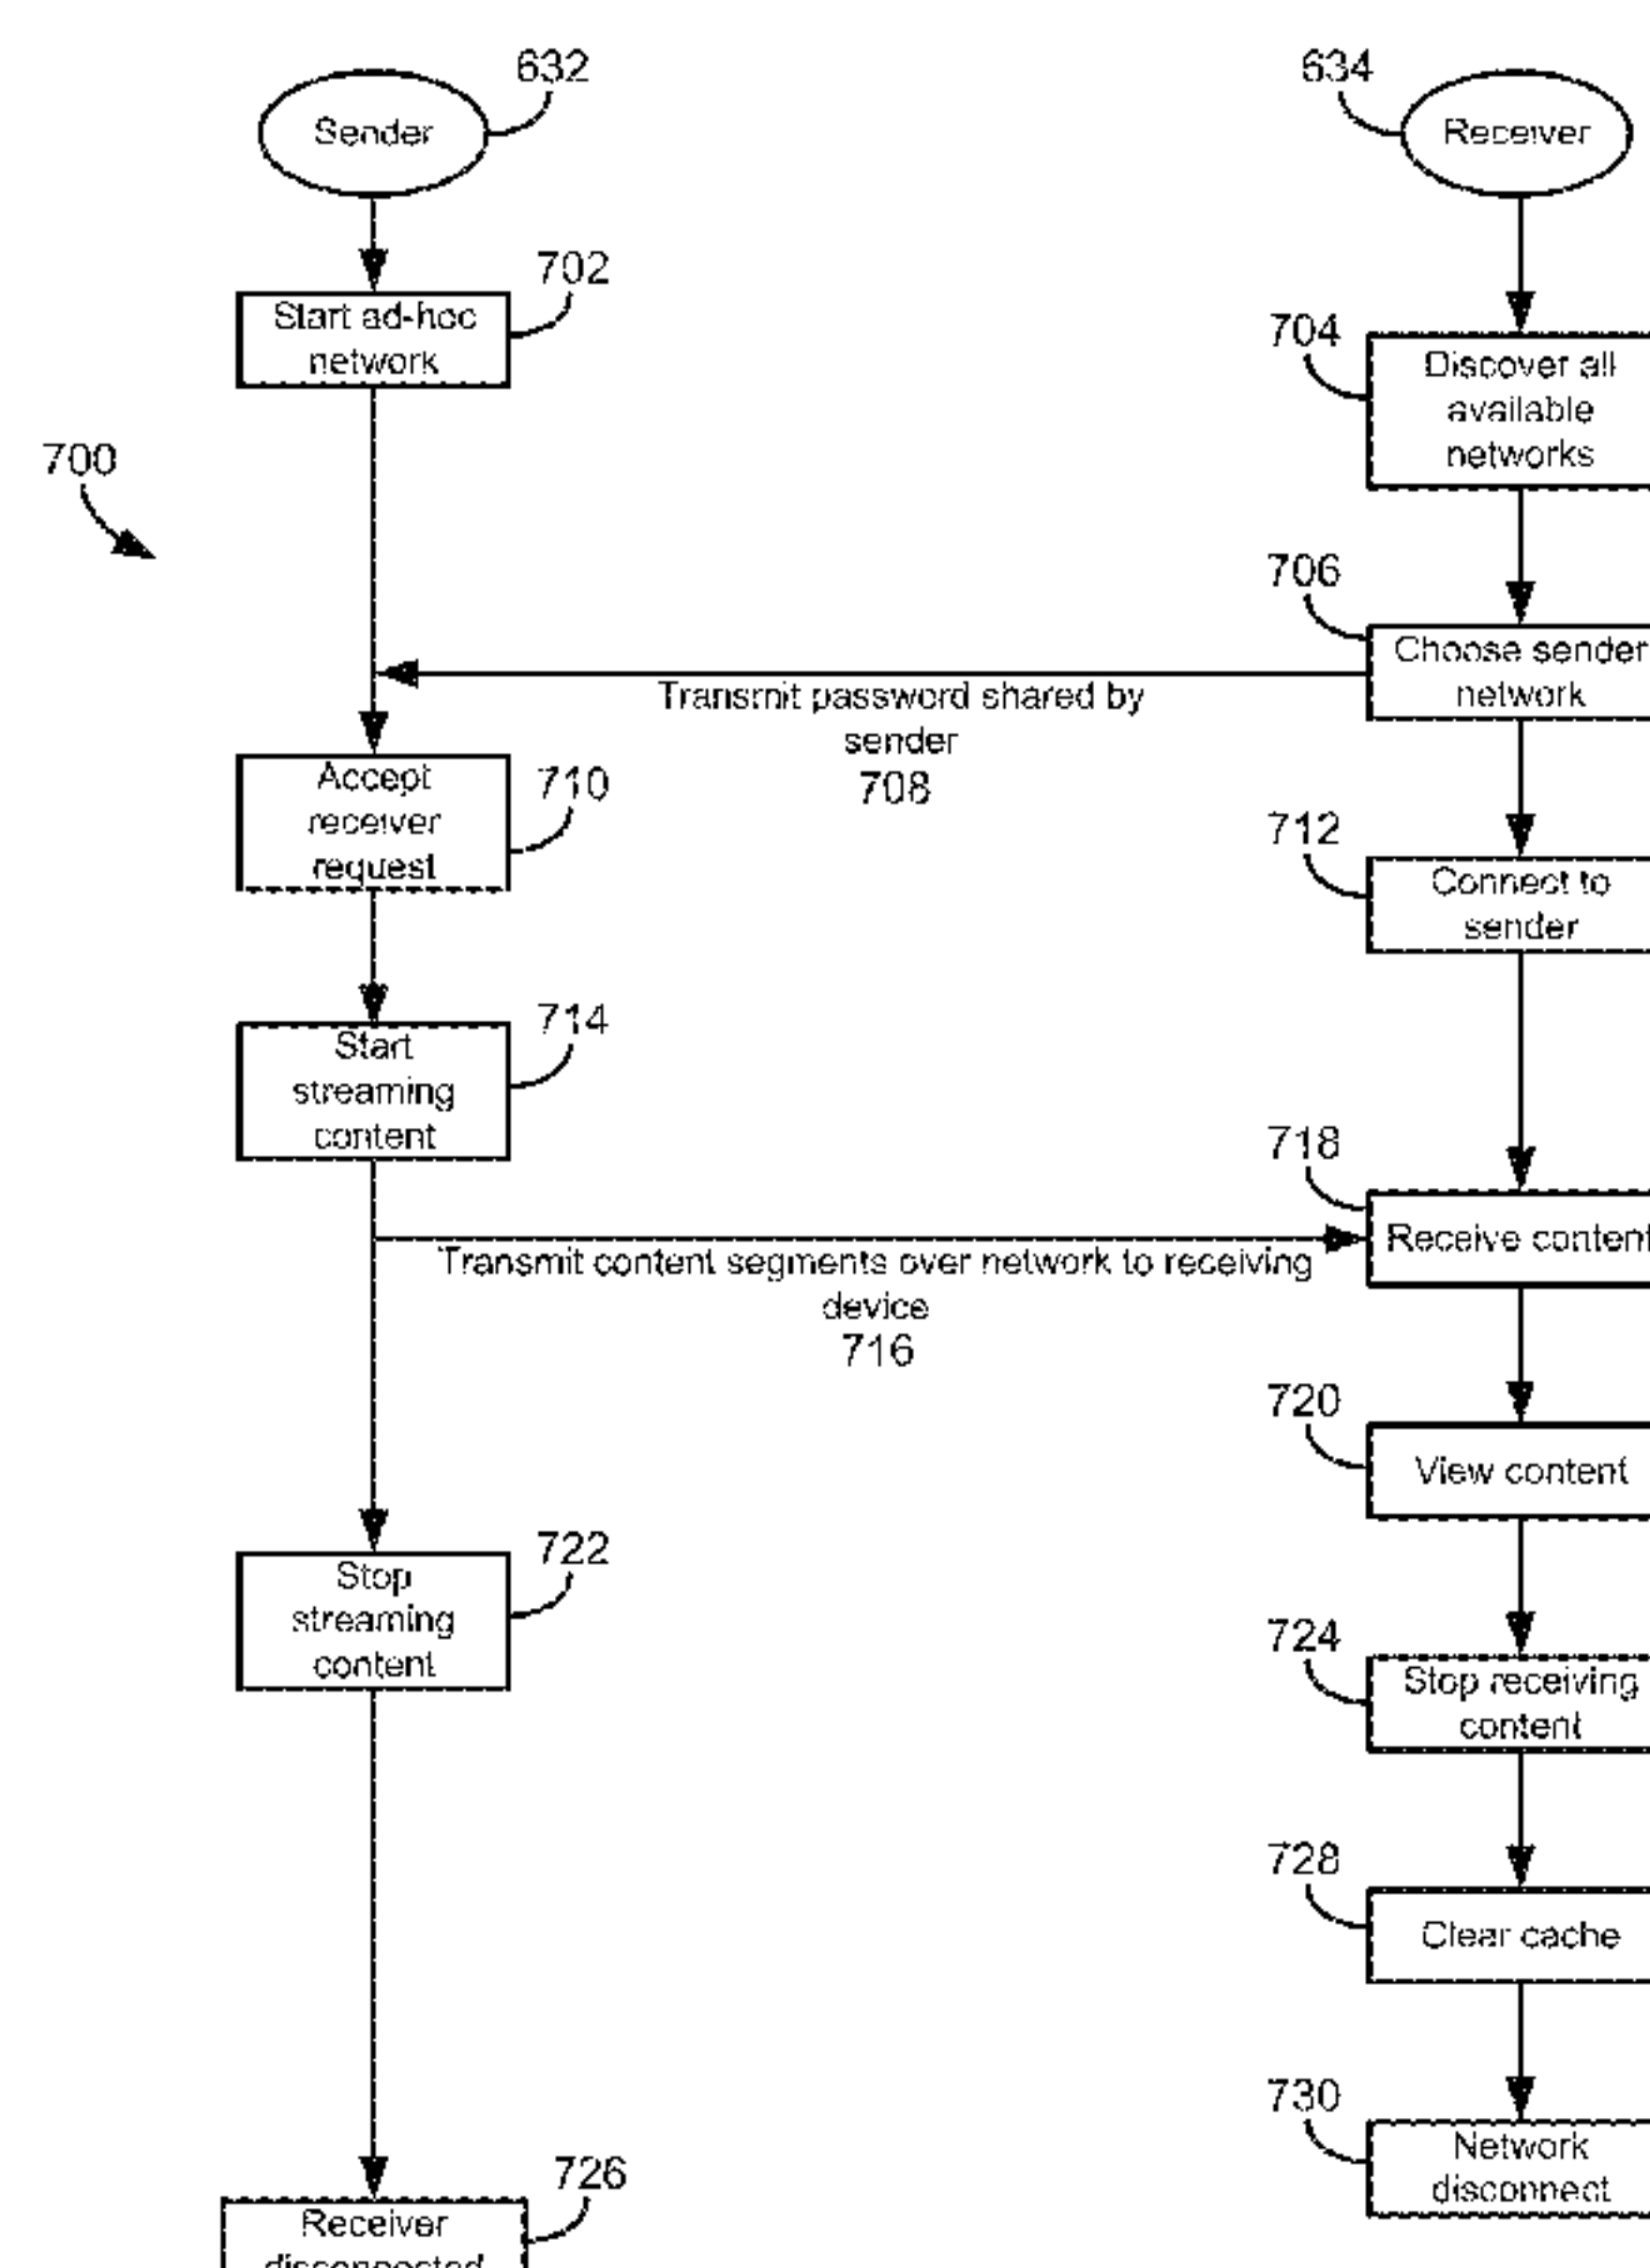 632
Sender
634
Receiver
702
Start ad-hoc
network
704
Discover all
available
networks
700
706
Choose sender
network
Transmit password shared by
sender
708
710
Accept
receiver
request
712
Connect to
sender
714
Start
streaming
content
718
Receive content
Transmit content segments over network to receiving
device
716
720
View content
722
Stop
streaming
content
724
Stop receiving
content
728
Clear cache
730
Network
disconnect
726
Receiver
disconnected